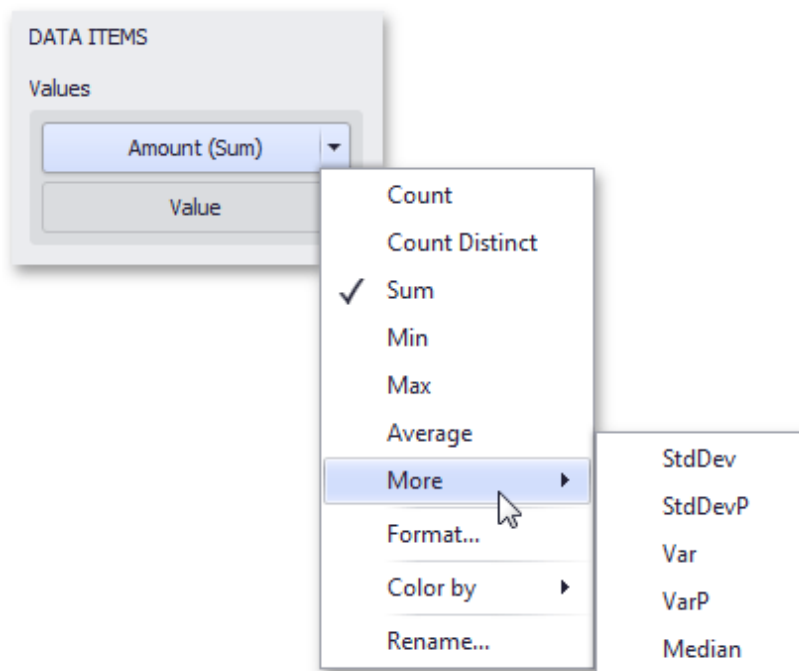 DATA ITEMS
Values
Amount (Sum)
Value
Count
Count Distinct
Sum
Min
Max
Average
More
Format...
Color by
Rename...
StdDev
StdDevP
Var
VarP
Median